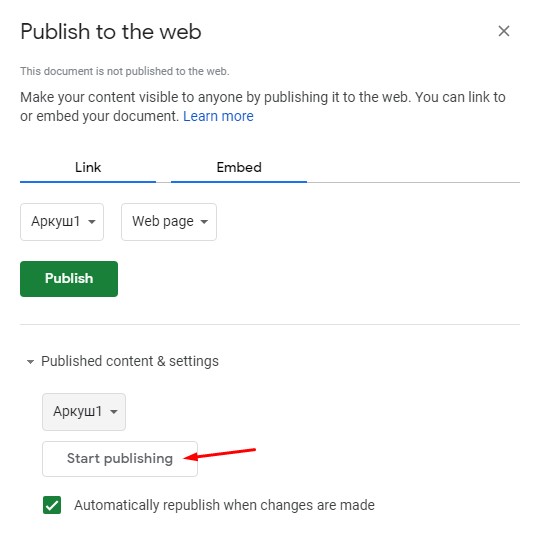 Publish to the web
This document is not published to the web.
Make your content visible to anyone by publishing it to the web. You can link to
or embed your document. Learn more
Link Embed
Аркуш1 Web page
Publish
Published content & settings
Аркуш1
Start publishing
Automatically republish when changes are made